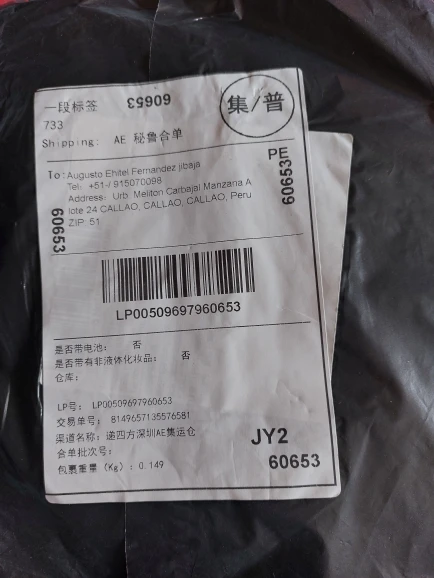 一段标签
60653
集/普
733
Shipping: AE 秘鲁合单
To:Augusto Ehitel Fernandez jibaja
PE
Tel: +51-/ 915070098
60653
Address: Urb. Meliton Carbajal Manzana A
lote 24 CALLAO, CALLAO, CALLAO, Peru
60653
ZIP: 51
LP00509697960653
是否带电池: 否
是否带有非液体化妆品: 否
仓库:
LP号: LP00509697960653
交易单号: 8149657135576581
渠道名称: 递四方深圳AE集运仓
JY2
合单批次号:
60653
包裹重量 (Kg): 0.149